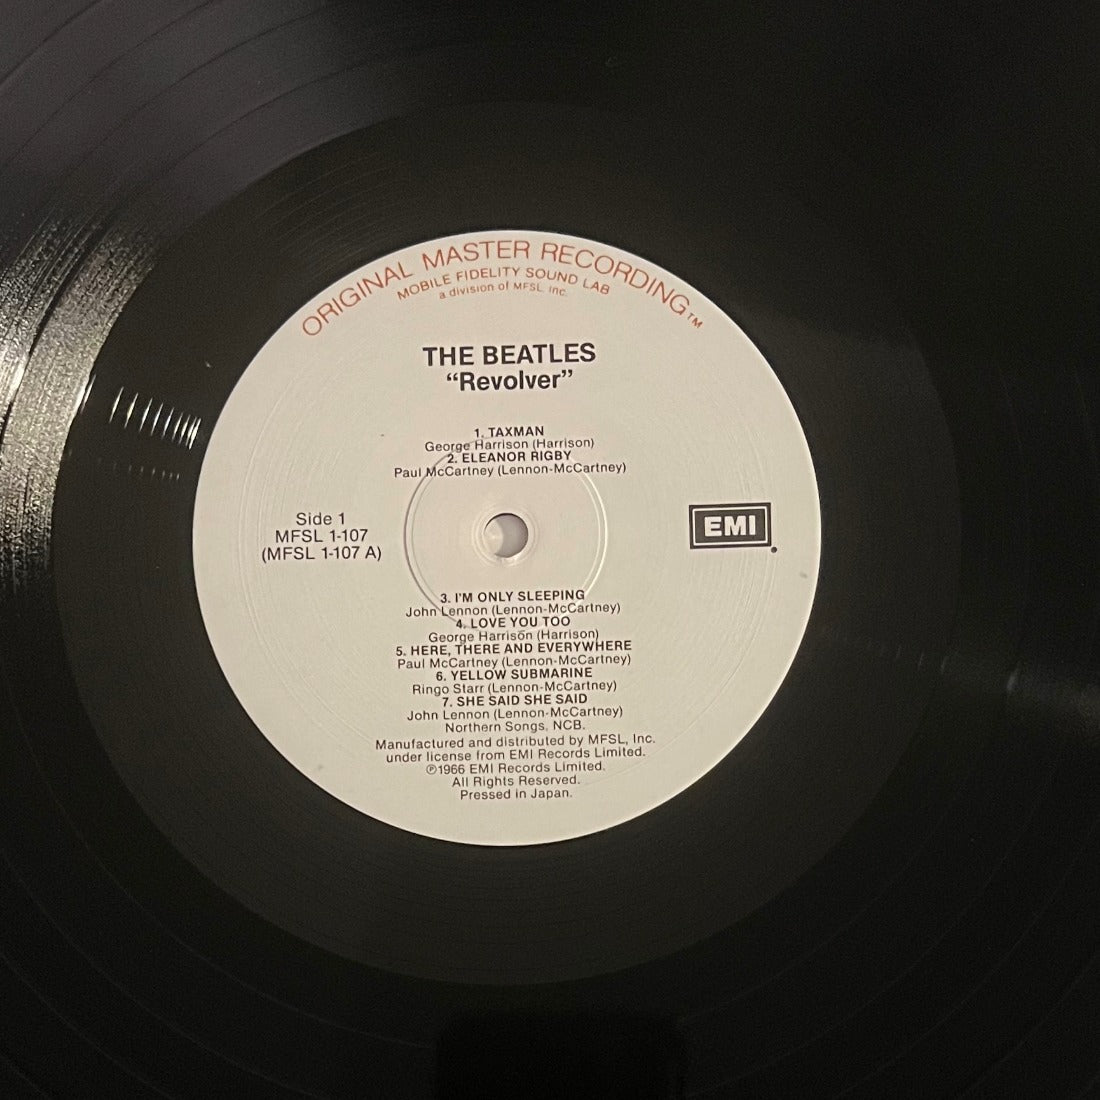 ORIGINAL MASTER RECORDING™
MOBILE FIDELITY SOUND LAB
a division of MFSL, Inc.
THE BEATLES
“Revolver”
1. TAXMAN
George Harrison (Harrison)
2. ELEANOR RIGBY
Paul McCartney (Lennon-McCartney)
Side 1
MFSL 1-107
(MFSL 1-107 A)
EMI
3. I'M ONLY SLEEPING
John Lennon (Lennon-McCartney)
4. LOVE YOU TOO
George Harrison (Harrison)
5. HERE, THERE AND EVERYWHERE
Paul McCartney (Lennon-McCartney)
6. YELLOW SUBMARINE
Ringo Starr (Lennon-McCartney)
7. SHE SAID SHE SAID
John Lennon (Lennon-McCartney)
Northern Songs, NCB.
Manufactured and distributed by MFSL, Inc.
under license from EMI Records Limited.
℗1966 EMI Records Limited.
All Rights Reserved.
Pressed in Japan.